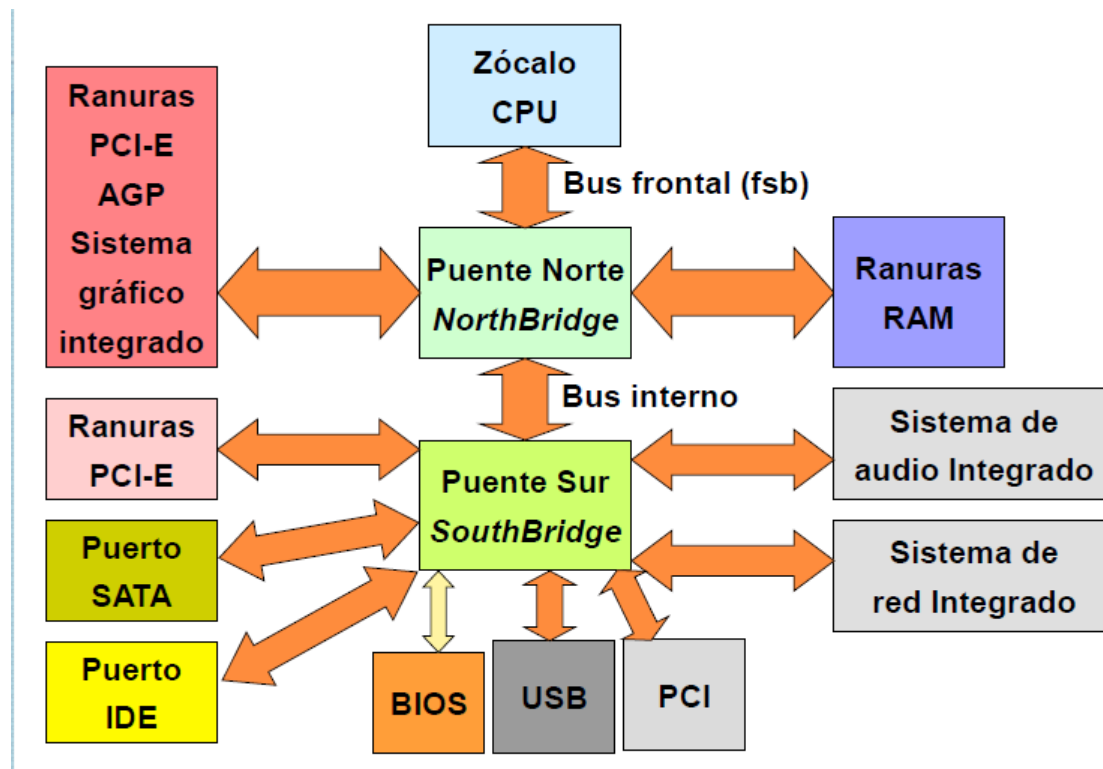 Zócalo
CPU
Ranuras
PCI-E
AGP
Sistema
gráfico
integrado
Bus frontal (fsb)
Puente Norte
NorthBridge
Ranuras
RAM
Bus interno
Ranuras
PCI-E
Puente Sur
SouthBridge
Sistema de
audio Integrado
Puerto
SATA
Sistema de
red Integrado
Puerto
IDE
BIOS
USB
PCI